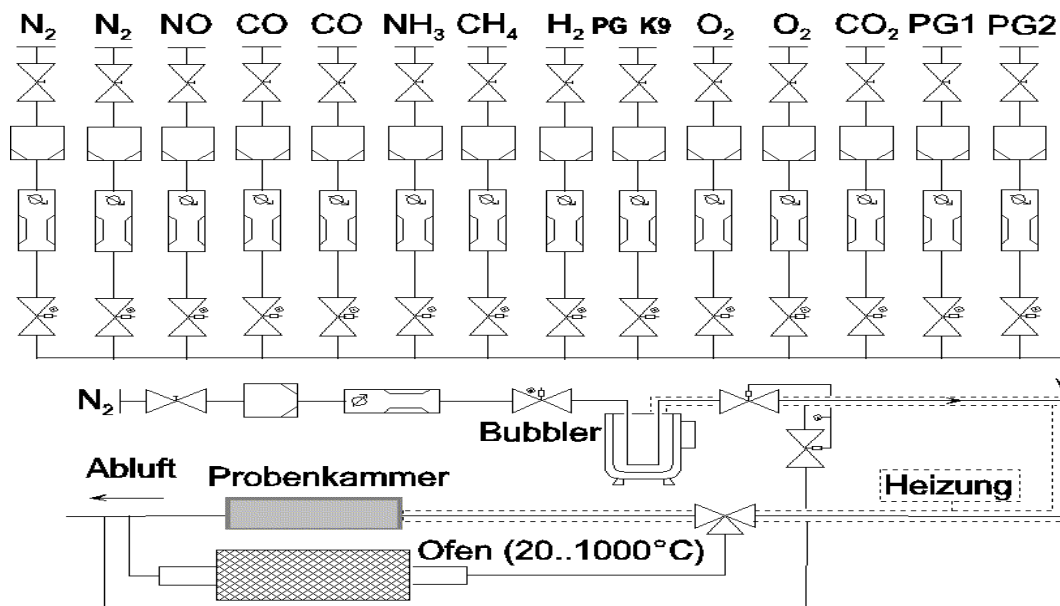 N₂ N₂ NO CO CO NH₃ CH₄ H₂ PG K9 O₂ O₂ CO₂ PG1 PG2
N₂
Bubbler
Abluft
Probenkammer
Heizung
Ofen (20..1000°C)